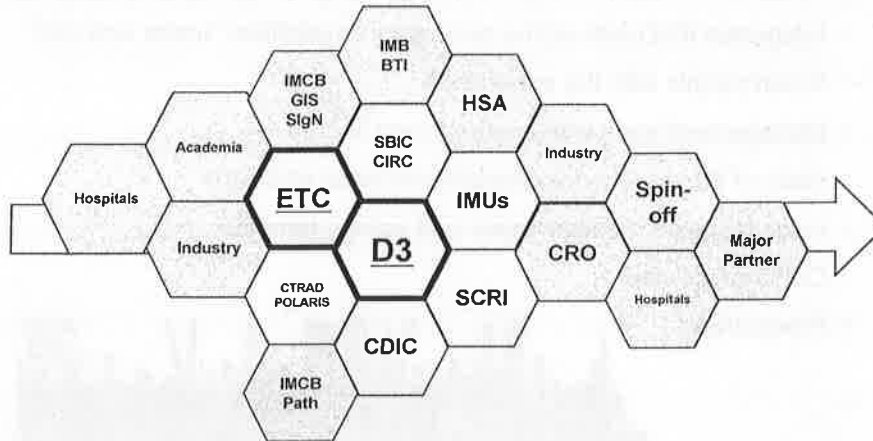 Hospitals
Academia
Industry
IMCB
GIS
SIgN
ETC
CTRAD
POLARIS
IMCB
Path
IMB
BTI
SBIC
CIRC
D3
CDIC
HSA
IMUs
SCRI
Industry
CRO
Spin-
off
Hospitals
Major
Partner